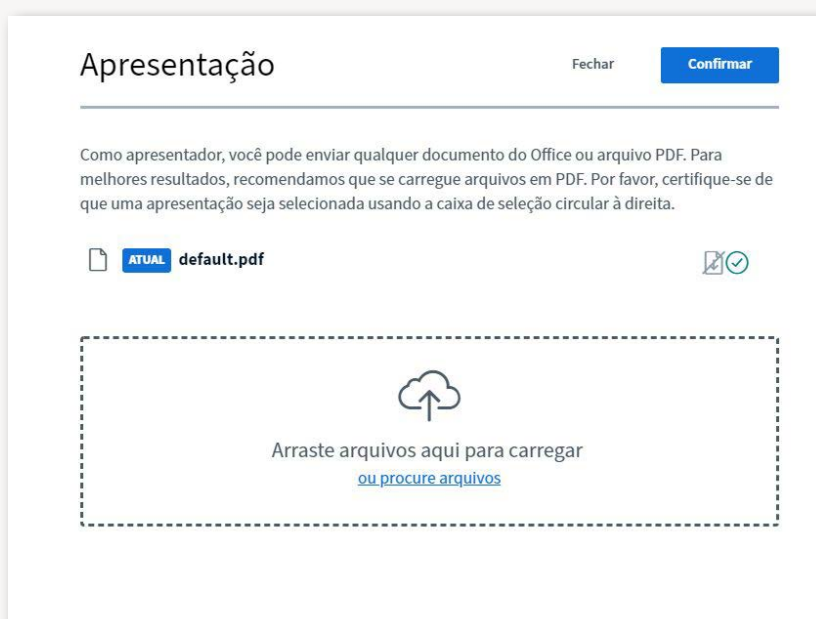 Apresentação
Fechar
Confirmar
Como apresentador, você pode enviar qualquer documento do Office ou arquivo PDF. Para
melhores resultados, recomendamos que se carregue arquivos em PDF. Por favor, certifique-se de
que uma apresentação seja selecionada usando a caixa de seleção circular à direita.
ATUAL default.pdf
Arraste arquivos aqui para carregar
ou procure arquivos